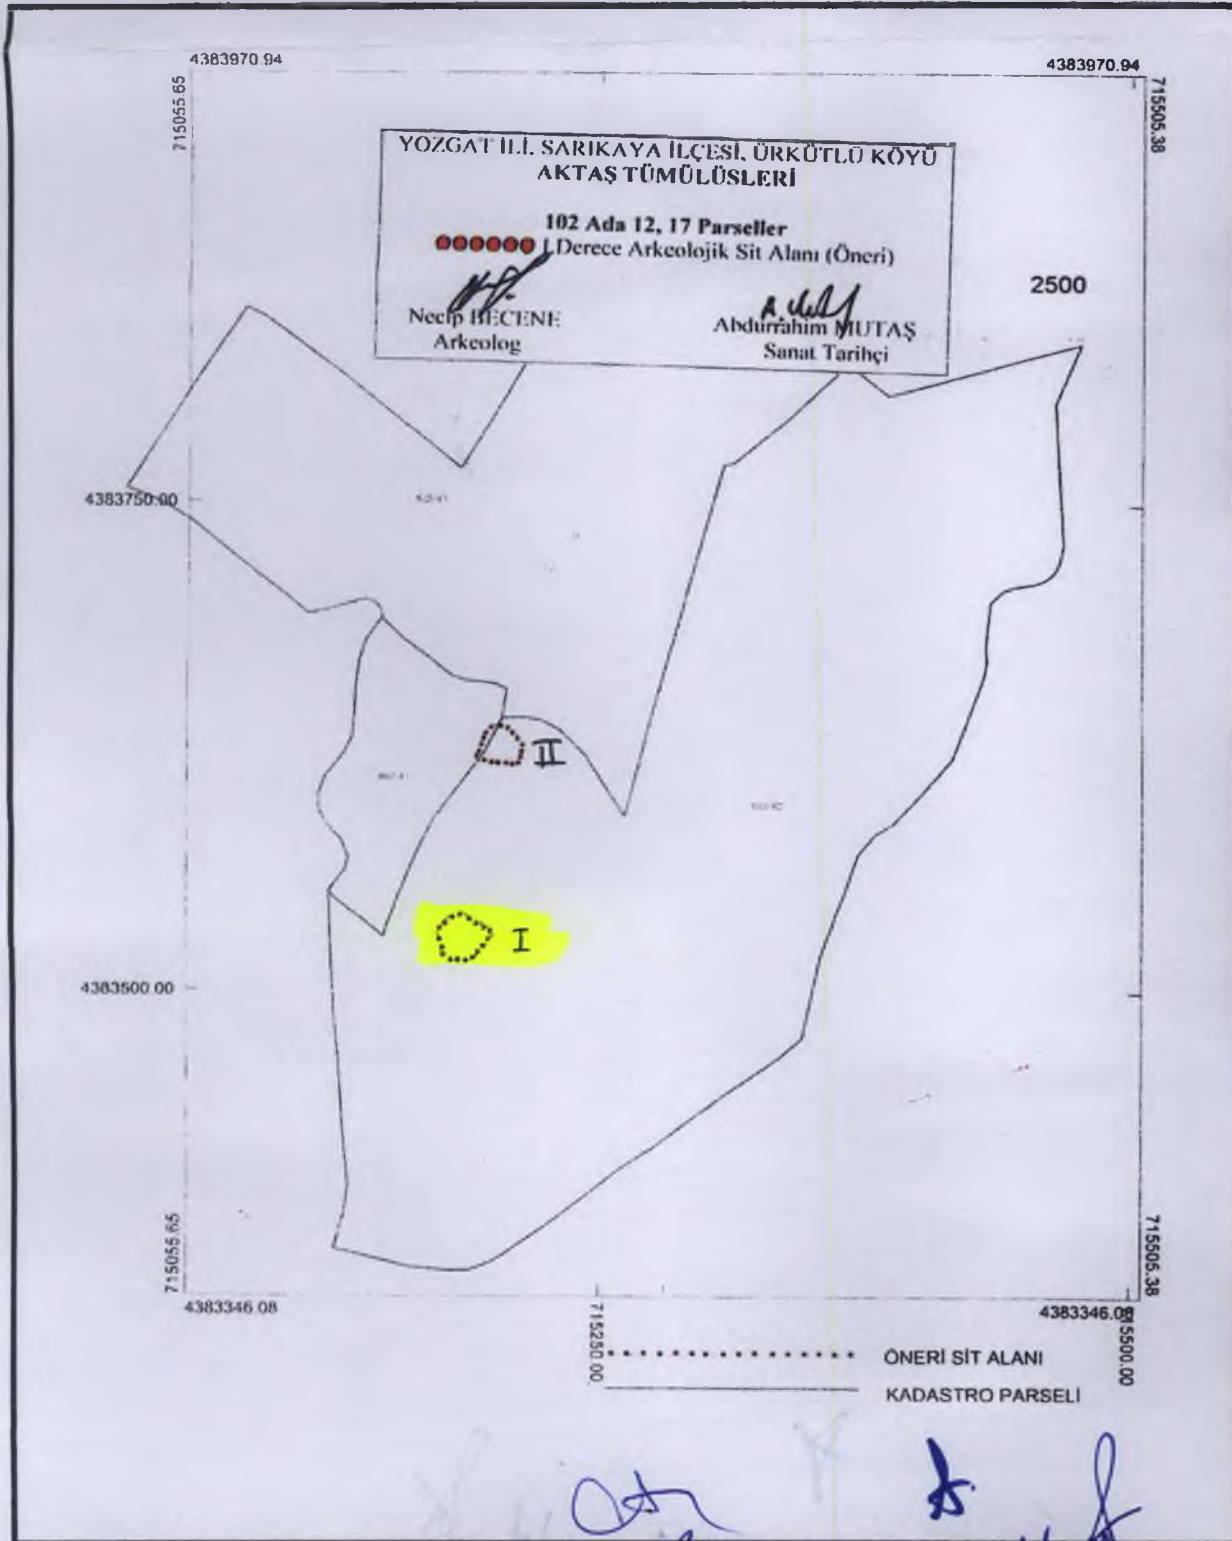 4383970.94
4383970.94
715055.65
715505.38
YOZGAT İLİ. SARIKAYA İLÇESİ, ÜRKÜTLÜ KÖYÜ
AKTAŞ TÜMÜLÜSLERİ
102 Ada 12, 17 Parseller
I.Derece Arkeolojik Sit Alanı (Öneri)
Necip BECENE
Arkeolog
Abdurrahim MUTAŞ
Sanat Tarihçi
2500
4383750.00
II
I
4383500.00
715055.65
715505.38
4383346.08
4383346.08
715250.00
715500.00
ÖNERİ SİT ALANI
KADASTRO PARSELİ